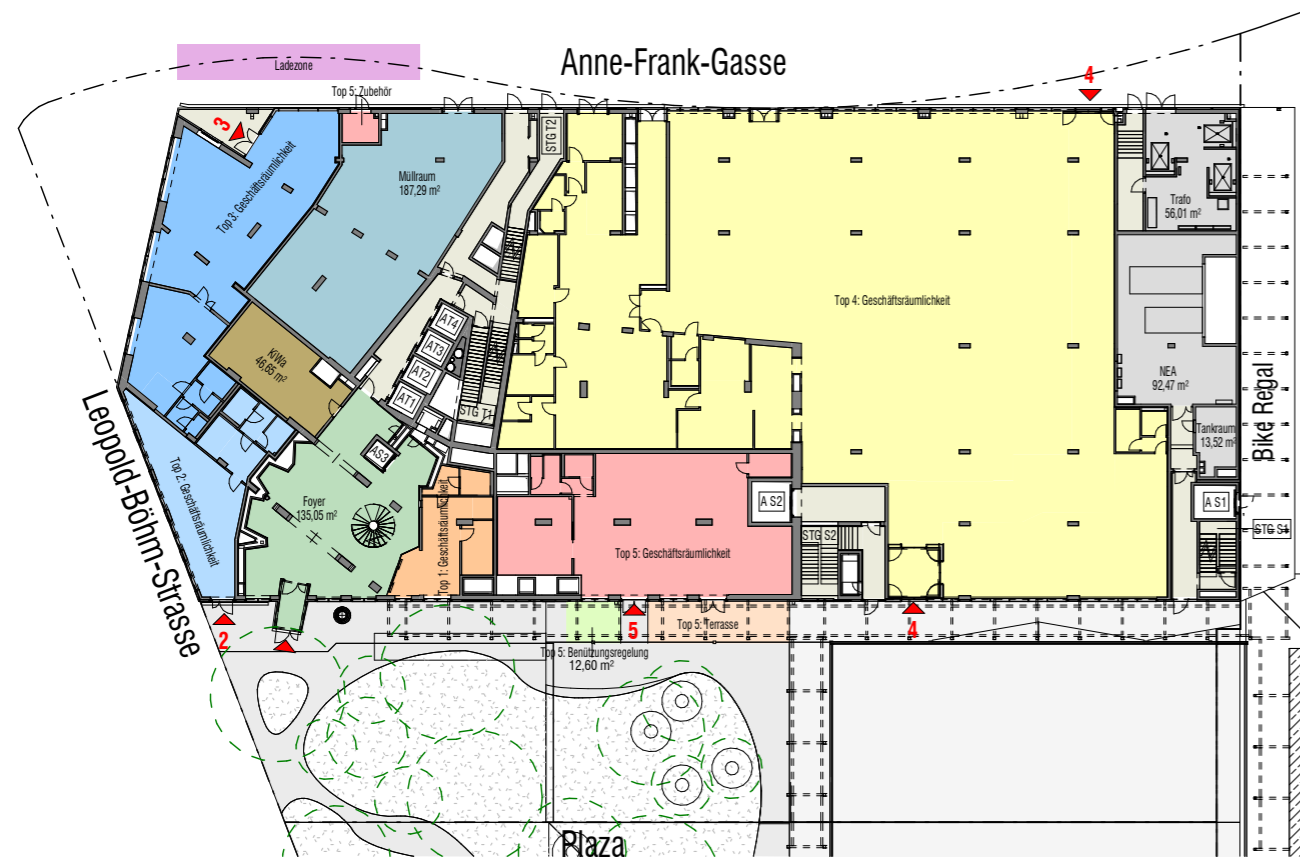 Anne-Frank-Gasse
Ladezone
Top 5: Zubehör
4
3
STG T2
Müllraum
187,29 m²
Top 3: Geschäftsräumlichkeit
Trafo
56,01 m²
Top 4: Geschäftsräumlichkeit
AT4
AT3
AT2
AT1
KiWa
46,65 m²
NEA
92,47 m²
Bike Regal
STG T1
Tankraum
13,52 m²
Leopold-Böhm-Strasse
AS3
Top 2: Geschäftsräumlichkeit
Foyer
135,05 m²
Top 1: Geschäftsräumlichkeit
A S2
A S1
STG S1
STG S2
Top 5: Geschäftsräumlichkeit
2
5
4
Top 5: Terrasse
Top 5: Benützungsregelung
12,60 m²
Plaza